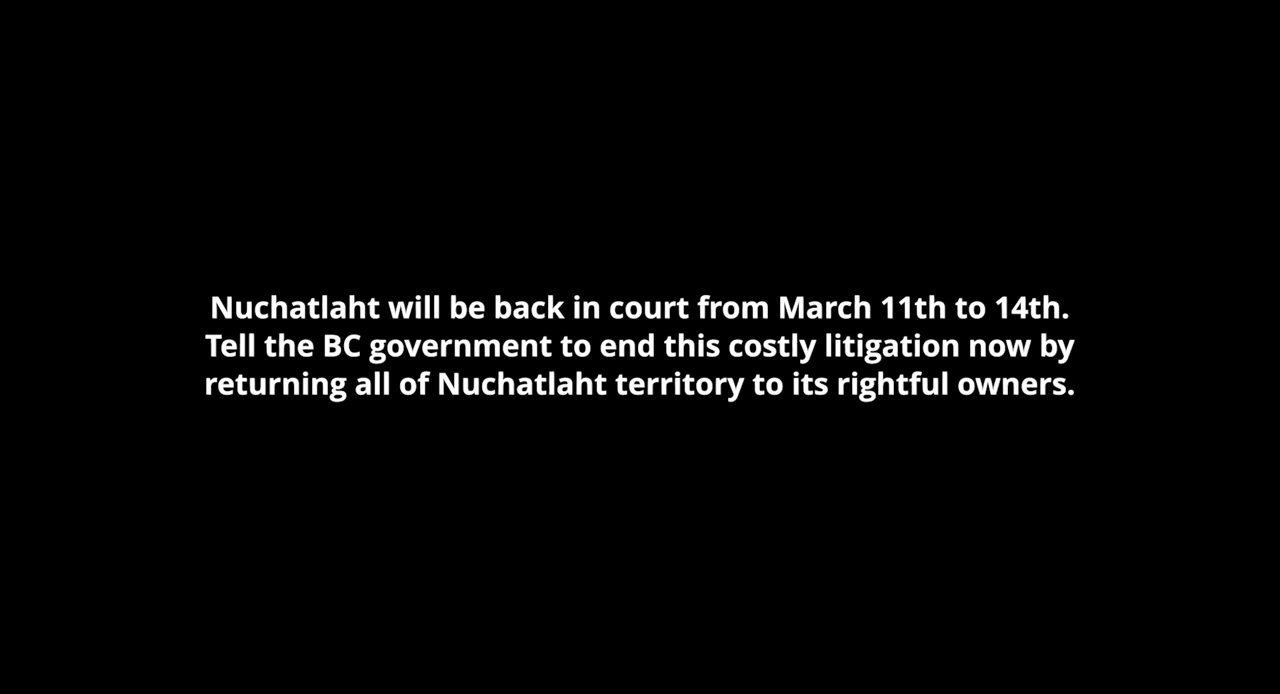 Nuchatlaht will be back in court from March 11th to 14th.
Tell the BC government to end this costly litigation now by
returning all of Nuchatlaht territory to its rightful owners.